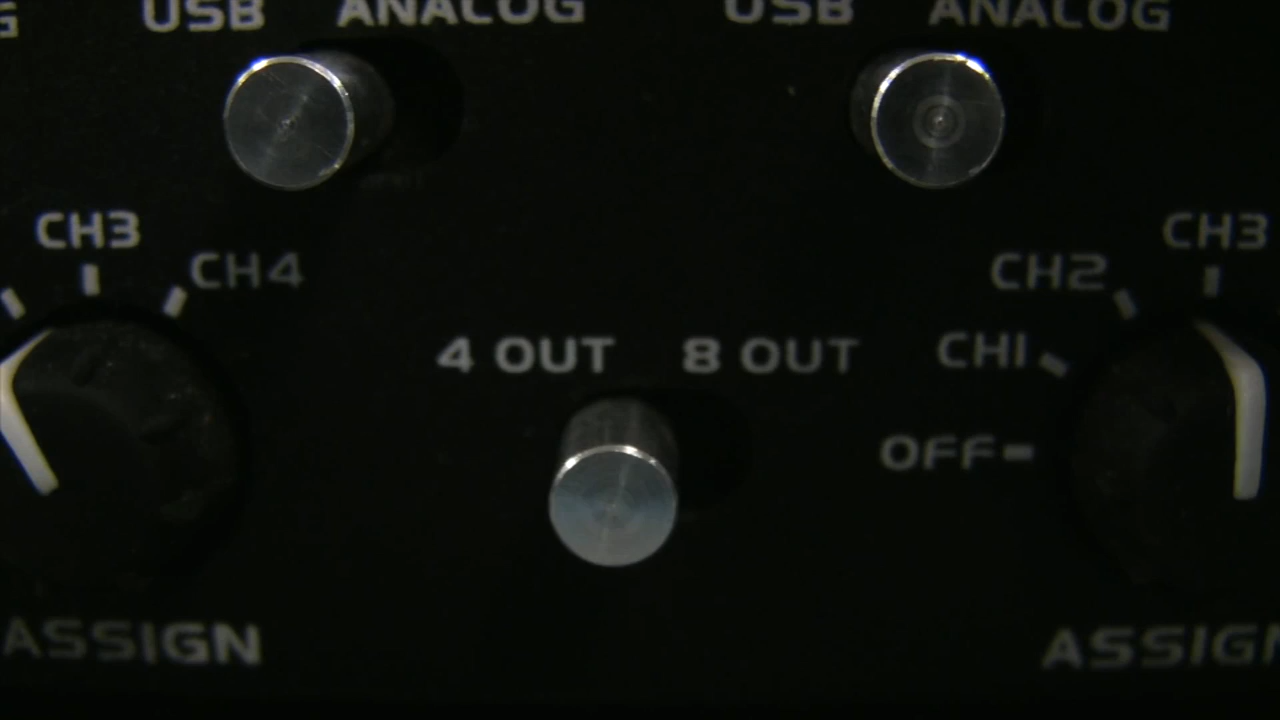 USB ANALOG USB ANALOG
CH3 CH4 CH2 CH3
4 OUT 8 OUT CH1
OFF
ASSIGN ASSIGN